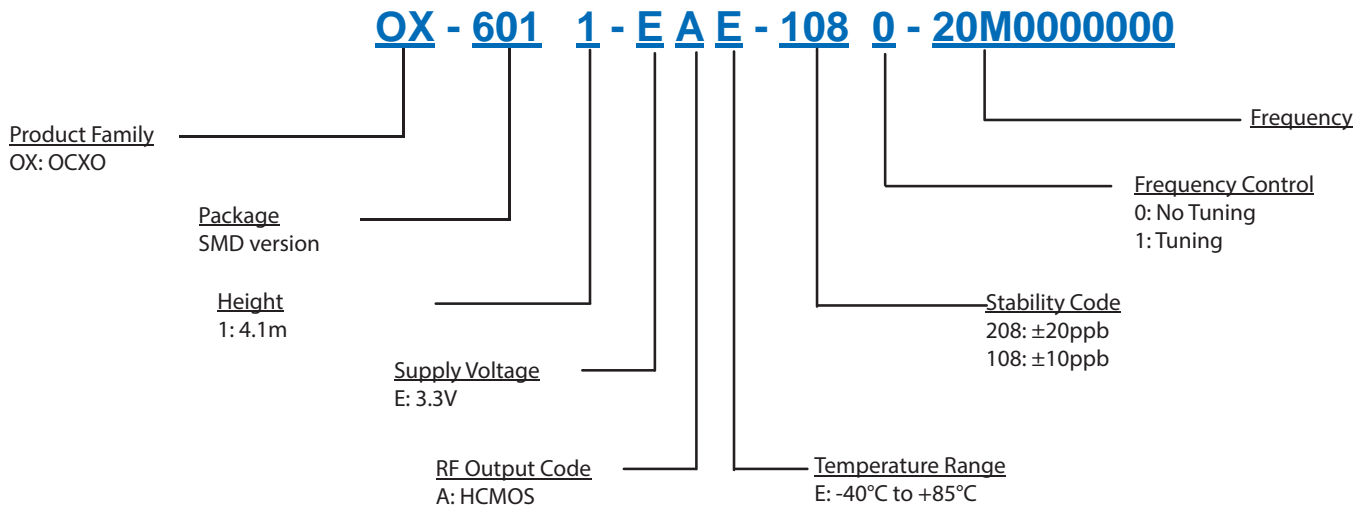 OX - 601 1 - E A E - 108 0 - 20M0000000
Product Family
OX: OCXO
Package
SMD version
Height
1: 4.1m
Supply Voltage
E: 3.3V
RF Output Code
A: HCMOS
Temperature Range
E: -40°C to +85°C
Stability Code
208: ±20ppb
108: ±10ppb
Frequency Control
0: No Tuning
1: Tuning
Frequency